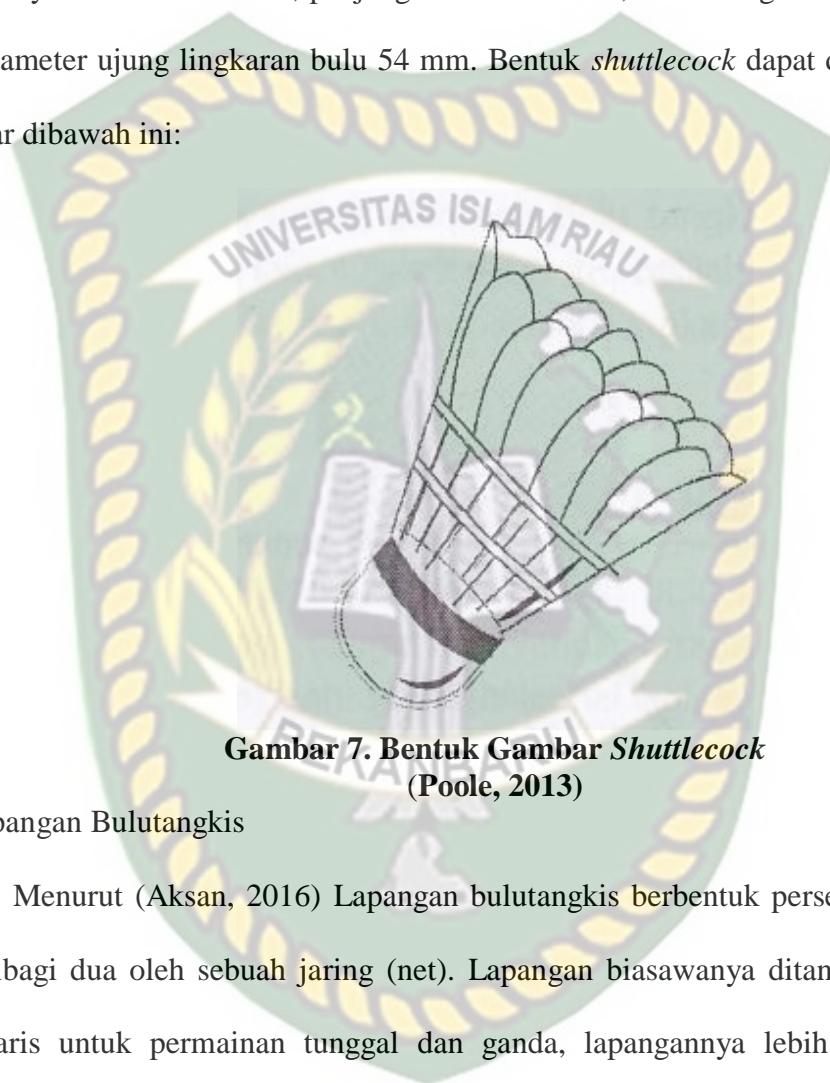 ameter ujung lingkaran bulu 54 mm. Bentuk shuttlecock dapat
dibawah ini:
UNIVERSITAS ISLAM RIAU
PEKANBARU
Gambar 7. Bentuk Gambar Shuttlecock
(Poole, 2013)
pangan Bulutangkis
Menurut (Aksan, 2016) Lapangan bulutangkis berbentuk perse
bagi dua oleh sebuah jaring (net). Lapangan biasawanya ditan
aris untuk permainan tunggal dan ganda, lapangannya lebih